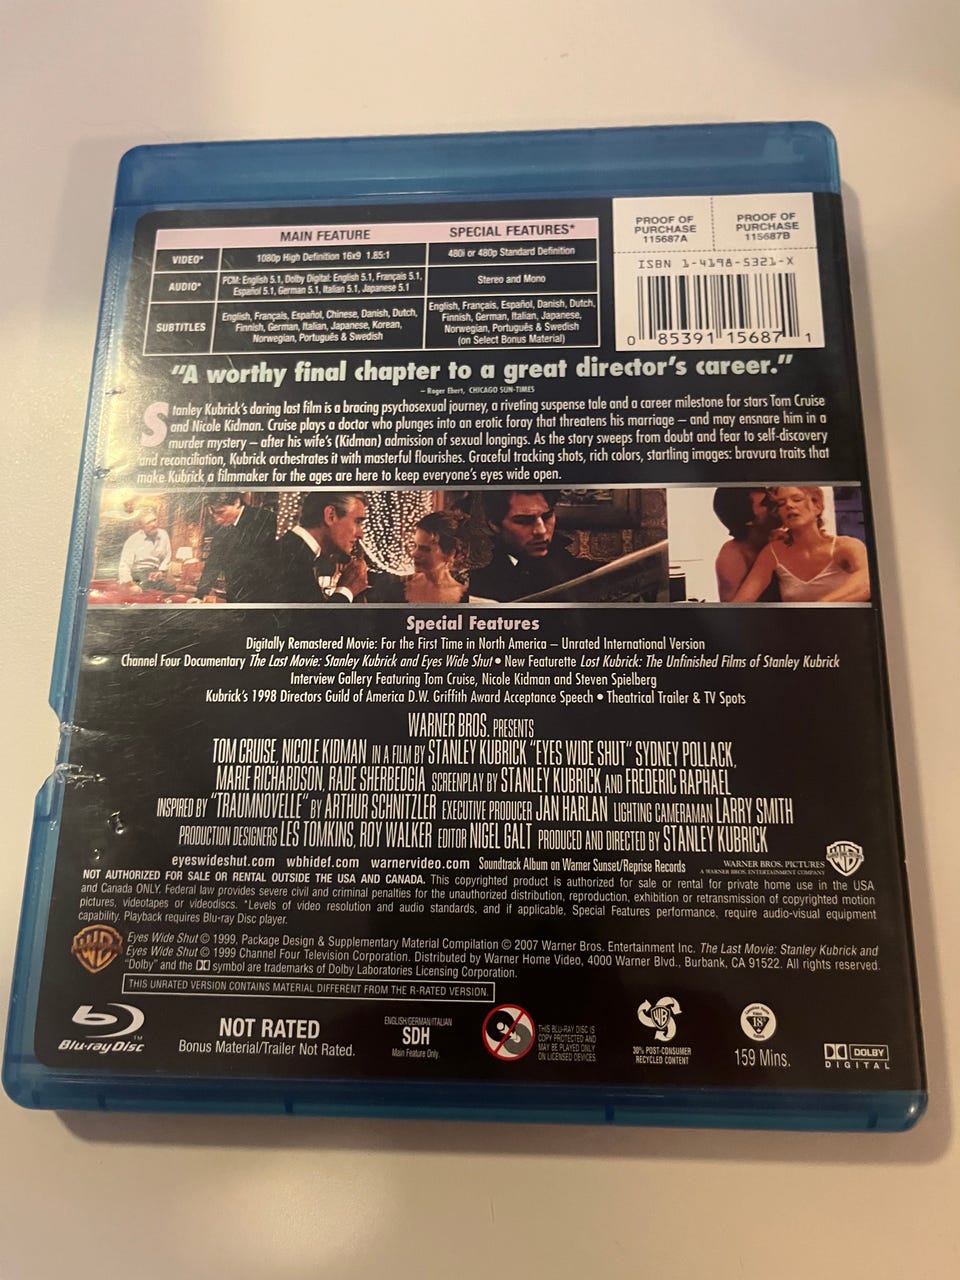 MAIN FEATURE
SPECIAL FEATURES*
VIDEO*
1080p High Definition 16x9 1.85:1
480i or 480p Standard Definition
AUDIO*
PCM: English 5.1, Dolby Digital: English 5.1, Français 5.1,
Español 5.1, German 5.1, Italian 5.1, Japanese 5.1
Stereo and Mono
SUBTITLES
English, Français, Español, Chinese, Danish, Dutch,
Finnish, German, Italian, Japanese, Korean,
Norwegian, Português & Swedish
English, Français, Español, Danish, Dutch,
Finnish, German, Italian, Japanese,
Norwegian, Português & Swedish
(on Select Bonus Material)
PROOF OF
PURCHASE
115687A
PROOF OF
PURCHASE
115687B
ISBN 1-4198-5321-X
0 85391 15687 1
"A worthy final chapter to a great director's career."
– Roger Ebert, CHICAGO SUN-TIMES
Stanley Kubrick's daring last film is a bracing psychosexual journey, a riveting suspense tale and a career milestone for stars Tom Cruise
and Nicole Kidman. Cruise plays a doctor who plunges into an erotic foray that threatens his marriage – and may ensnare him in a
murder mystery – after his wife's (Kidman) admission of sexual longings. As the story sweeps from doubt and fear to self-discovery
and reconciliation, Kubrick orchestrates it with masterful flourishes. Graceful tracking shots, rich colors, startling images: bravura traits that
make Kubrick a filmmaker for the ages are here to keep everyone's eyes wide open.
Special Features
Digitally Remastered Movie: For the First Time in North America – Unrated International Version
Channel Four Documentary The Last Movie: Stanley Kubrick and Eyes Wide Shut • New Featurette Lost Kubrick: The Unfinished Films of Stanley Kubrick
Interview Gallery Featuring Tom Cruise, Nicole Kidman and Steven Spielberg
Kubrick's 1998 Directors Guild of America D.W. Griffith Award Acceptance Speech • Theatrical Trailer & TV Spots
WARNER BROS. PRESENTS
TOM CRUISE, NICOLE KIDMAN IN A FILM BY STANLEY KUBRICK "EYES WIDE SHUT" SYDNEY POLLACK,
MARIE RICHARDSON, RADE SHERBEDGIA SCREENPLAY BY STANLEY KUBRICK AND FREDERIC RAPHAEL
INSPIRED BY "TRAUMNOVELLE" BY ARTHUR SCHNITZLER EXECUTIVE PRODUCER JAN HARLAN LIGHTING CAMERAMAN LARRY SMITH
PRODUCTION DESIGNERS LES TOMKINS, ROY WALKER EDITOR NIGEL GALT PRODUCED AND DIRECTED BY STANLEY KUBRICK
eyeswideshut.com wbhidef.com warnervideo.com Soundtrack Album on Warner Sunset/Reprise Records
WARNER BROS. PICTURES
A WARNER BROS. ENTERTAINMENT COMPANY
WB
NOT AUTHORIZED FOR SALE OR RENTAL OUTSIDE THE USA AND CANADA. This copyrighted product is authorized for sale or rental for private home use in the USA
and Canada ONLY. Federal law provides severe civil and criminal penalties for the unauthorized distribution, reproduction, exhibition or retransmission of copyrighted motion
pictures, videotapes or videodiscs. *Levels of video resolution and audio standards, and if applicable, Special Features performance, require audio-visual equipment
capability. Playback requires Blu-ray Disc player.
WB
Eyes Wide Shut © 1999, Package Design & Supplementary Material Compilation © 2007 Warner Bros. Entertainment Inc. The Last Movie: Stanley Kubrick and
Eyes Wide Shut © 1999 Channel Four Television Corporation. Distributed by Warner Home Video, 4000 Warner Blvd., Burbank, CA 91522. All rights reserved.
"Dolby" and the DD symbol are trademarks of Dolby Laboratories Licensing Corporation.
THIS UNRATED VERSION CONTAINS MATERIAL DIFFERENT FROM THE R-RATED VERSION.
Blu-ray Disc™
NOT RATED
Bonus Material/Trailer Not Rated.
ENGLISH/GERMAN/ITALIAN
SDH
Main Feature Only.
THIS BLU-RAY DISC IS
COPY PROTECTED AND
MAY BE PLAYED ONLY
ON LICENSED DEVICES
WB
30% POST-CONSUMER
RECYCLED CONTENT
18
159 Mins.
DOLBY
DIGITAL